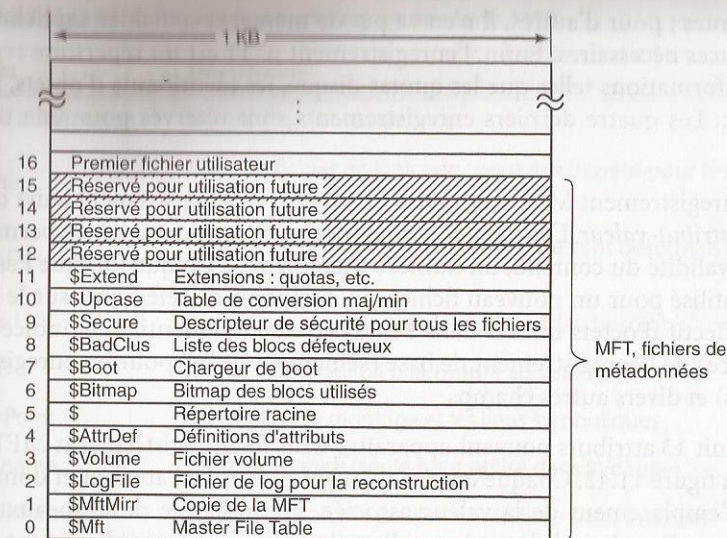 1 KB
16 Premier fichier utilisateur
15 Réservé pour utilisation future
14 Réservé pour utilisation future
13 Réservé pour utilisation future
12 Réservé pour utilisation future
11 $Extend Extensions : quotas, etc.
10 $Upcase Table de conversion maj/min
9 $Secure Descripteur de sécurité pour tous les fichiers
8 $BadClus Liste des blocs défectueux
7 $Boot Chargeur de boot
6 $Bitmap Bitmap des blocs utilisés
5 $ Répertoire racine
4 $AttrDef Définitions d'attributs
3 $Volume Fichier volume
2 $LogFile Fichier de log pour la reconstruction
1 $MftMirr Copie de la MFT
0 $Mft Master File Table
MFT, fichiers de
métadonées